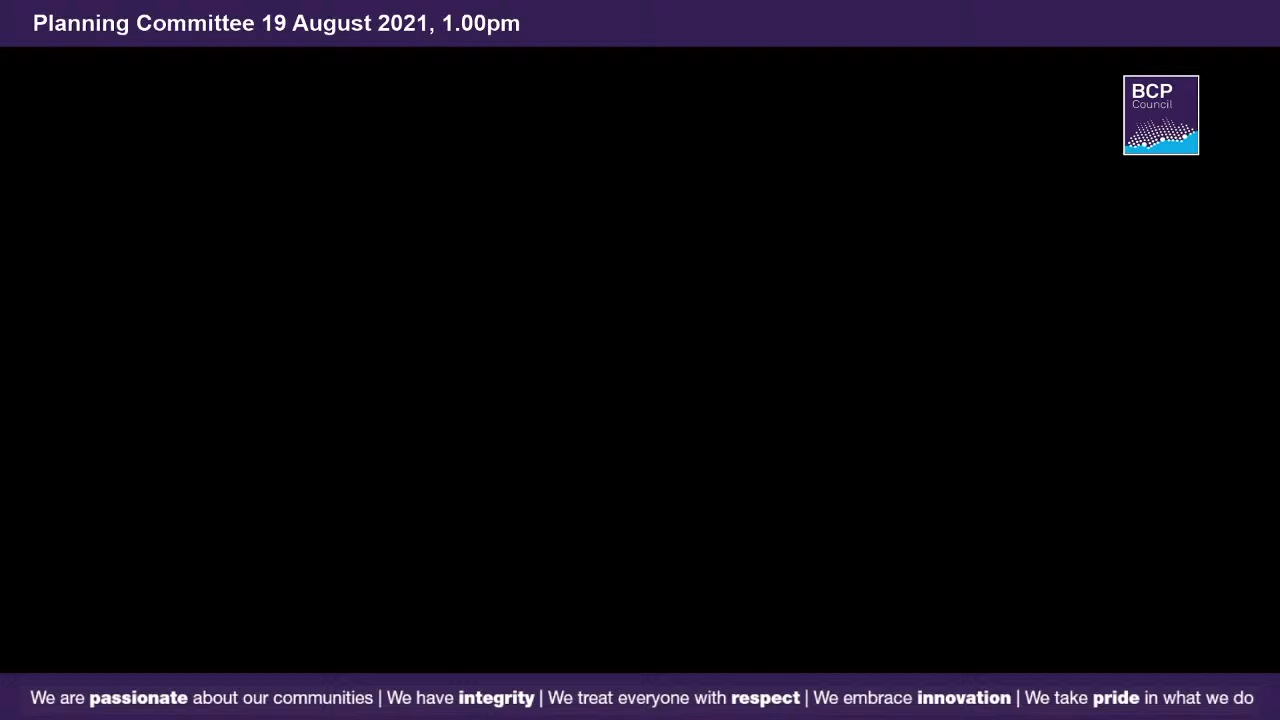 Planning Committee 19 August 2021, 1.00pm
BCP
Council
We are passionate about our communities | We have integrity | We treat everyone with respect | We embrace innovation | We take pride in what we do